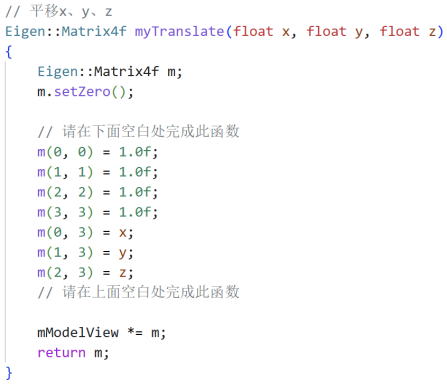 // 平移x、y、z
Eigen::Matrix4f myTranslate(float x, float y, float z)
{
    Eigen::Matrix4f m;
    m.setZero();

    // 请在下面空白处完成此函数
    m(0, 0) = 1.0f;
    m(1, 1) = 1.0f;
    m(2, 2) = 1.0f;
    m(3, 3) = 1.0f;
    m(0, 3) = x;
    m(1, 3) = y;
    m(2, 3) = z;
    // 请在上面空白处完成此函数

    mModelView *= m;
    return m;
}